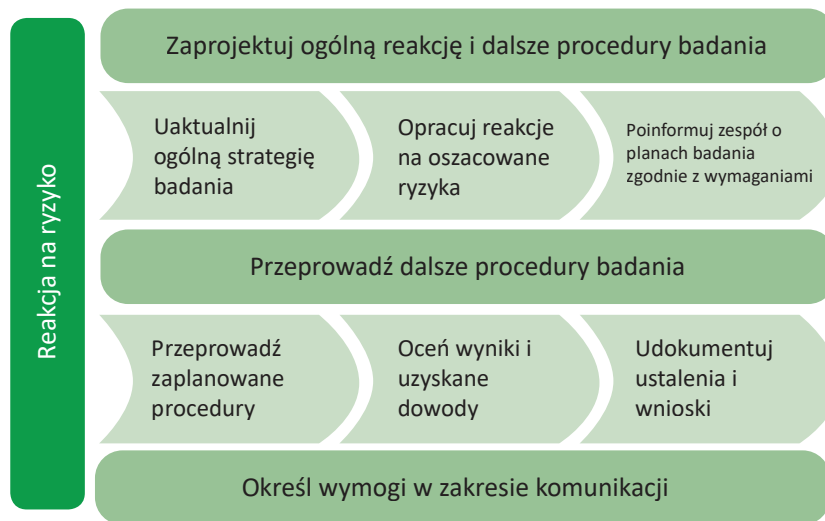 Reakcja na ryzyko
Zaprojektuj ogólną reakcję i dalsze procedury badania
Uaktualnij
ogólną strategię
badania
Opracuj reakcje
na oszacowane
ryzyka
Poinformuj zespół o
planach badania
zgodnie z wymaganiami
Przeprowadź dalsze procedury badania
Przeprowadź
zaplanowane
procedury
Oceń wyniki i
uzyskane
dowody
Udokumentuj
ustalenia i
wnioski
Określ wymogi w zakresie komunikacji